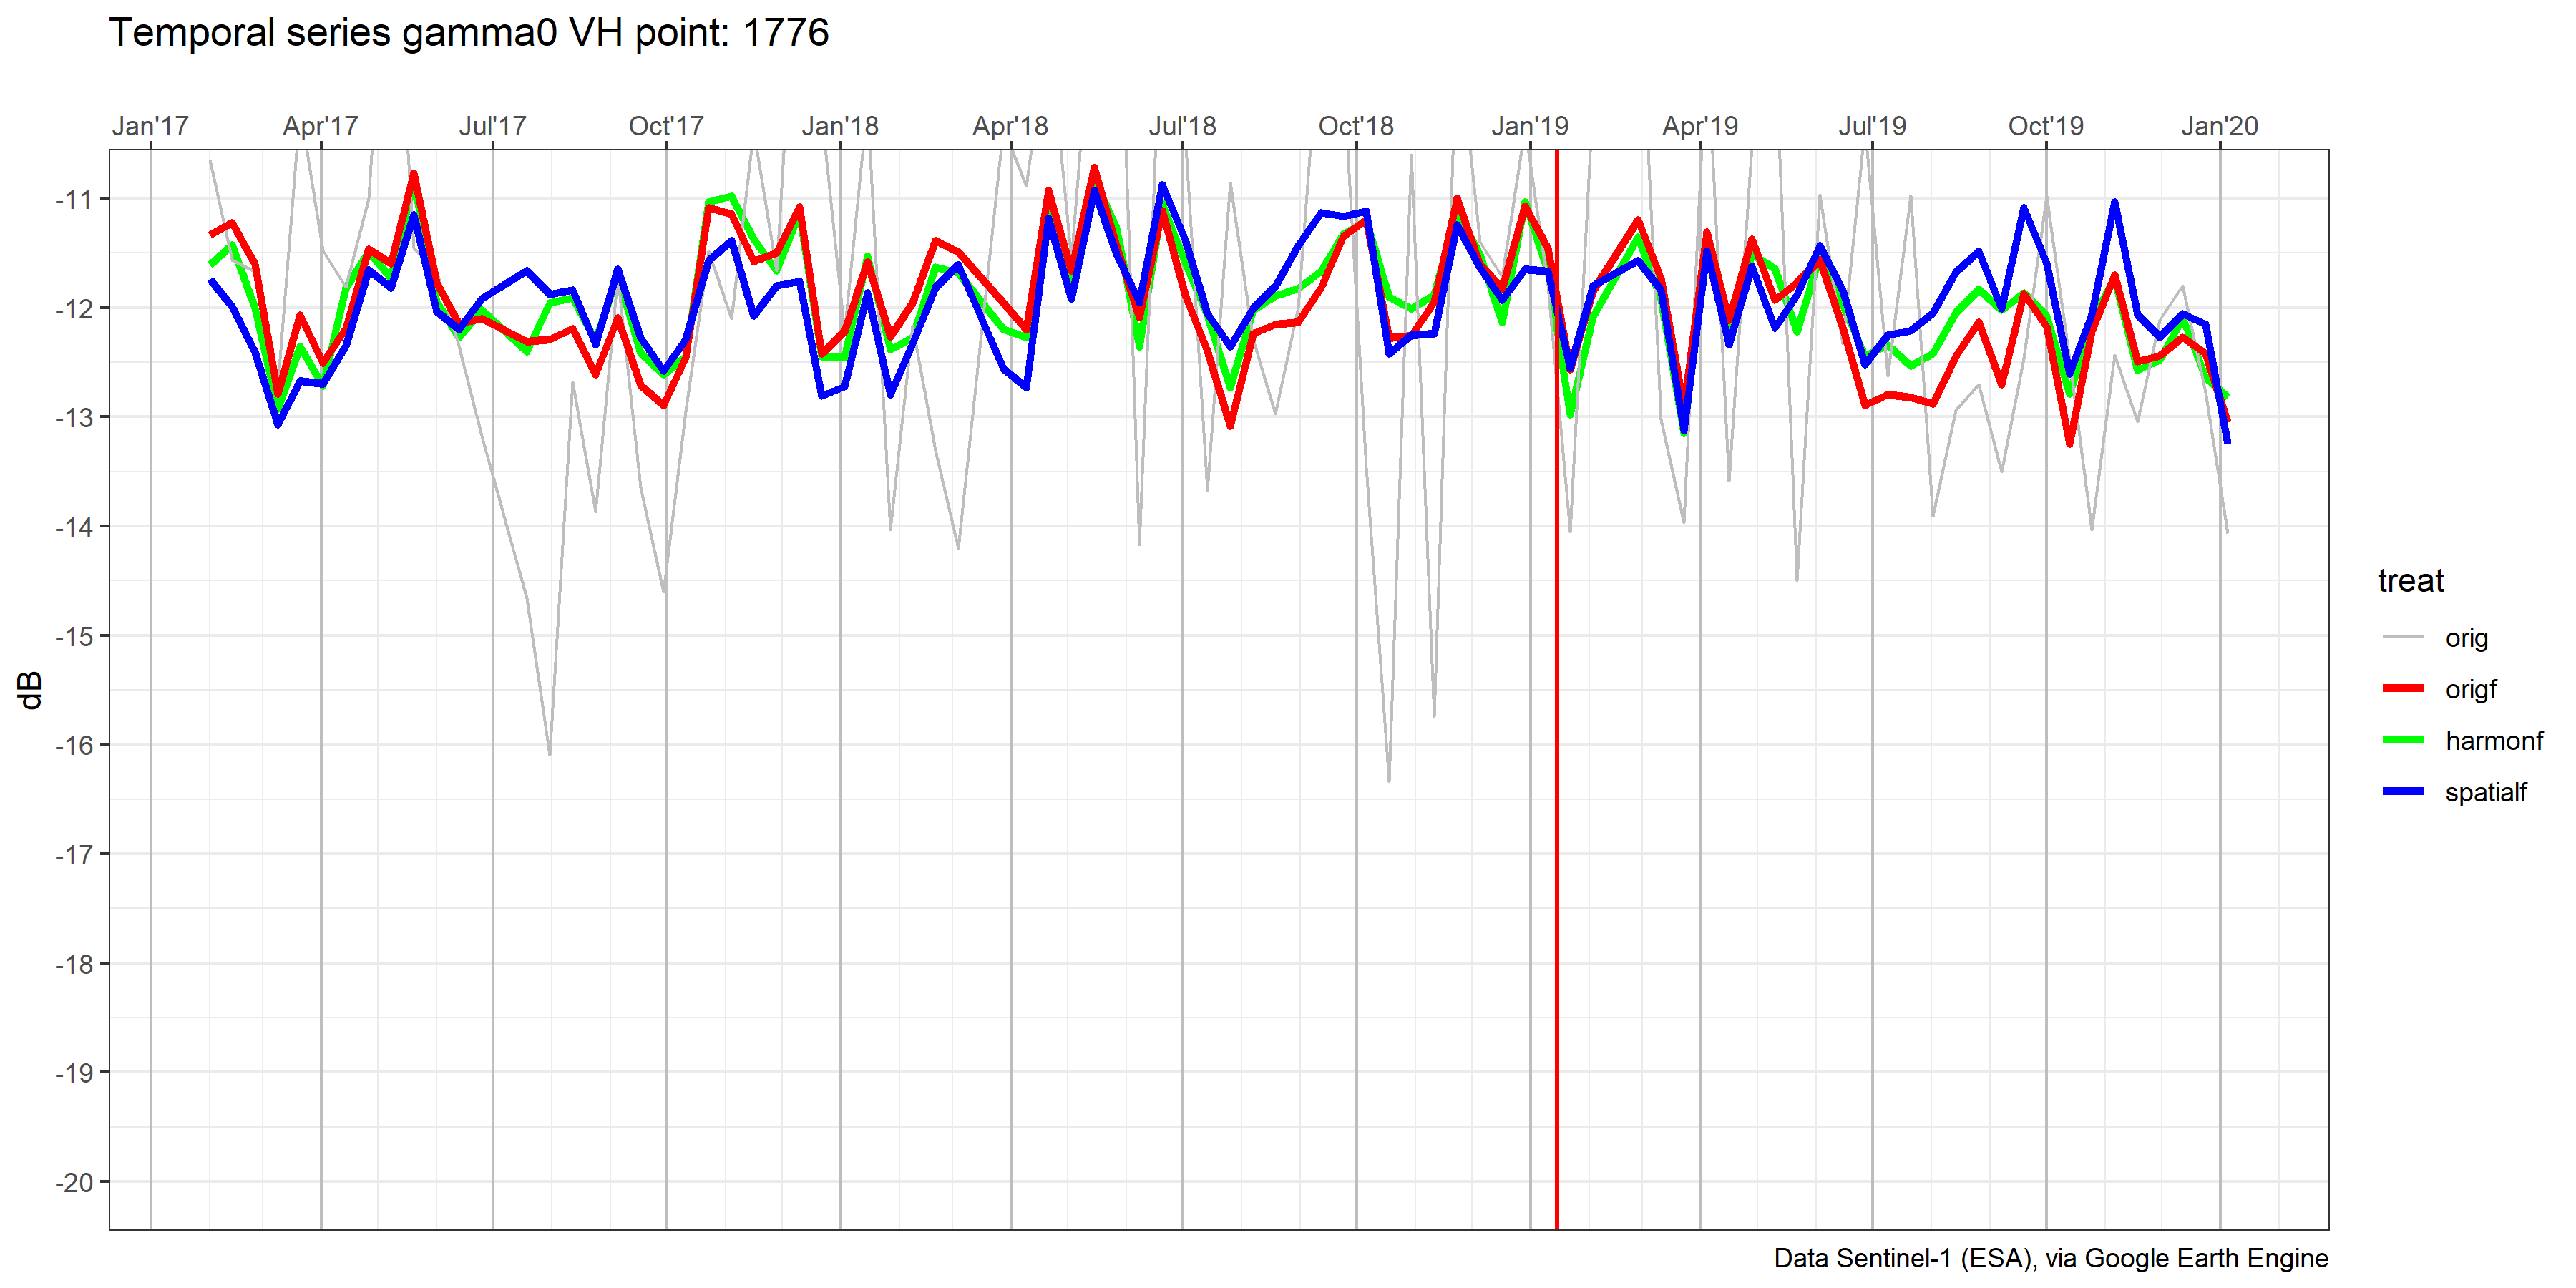 Temporal series gamma0 VH point: 1776
Jan'17 Apr'17 Jul'17 Oct'17 Jan'18 Apr'18 Jul'18 Oct'18 Jan'19 Apr'19 Jul'19 Oct'19 Jan'20
-11
-12
-13
-14
-15
-16
-17
-18
-19
-20
dB
treat
orig
origf
harmonf
spatialf
Data Sentinel-1 (ESA), via Google Earth Engine